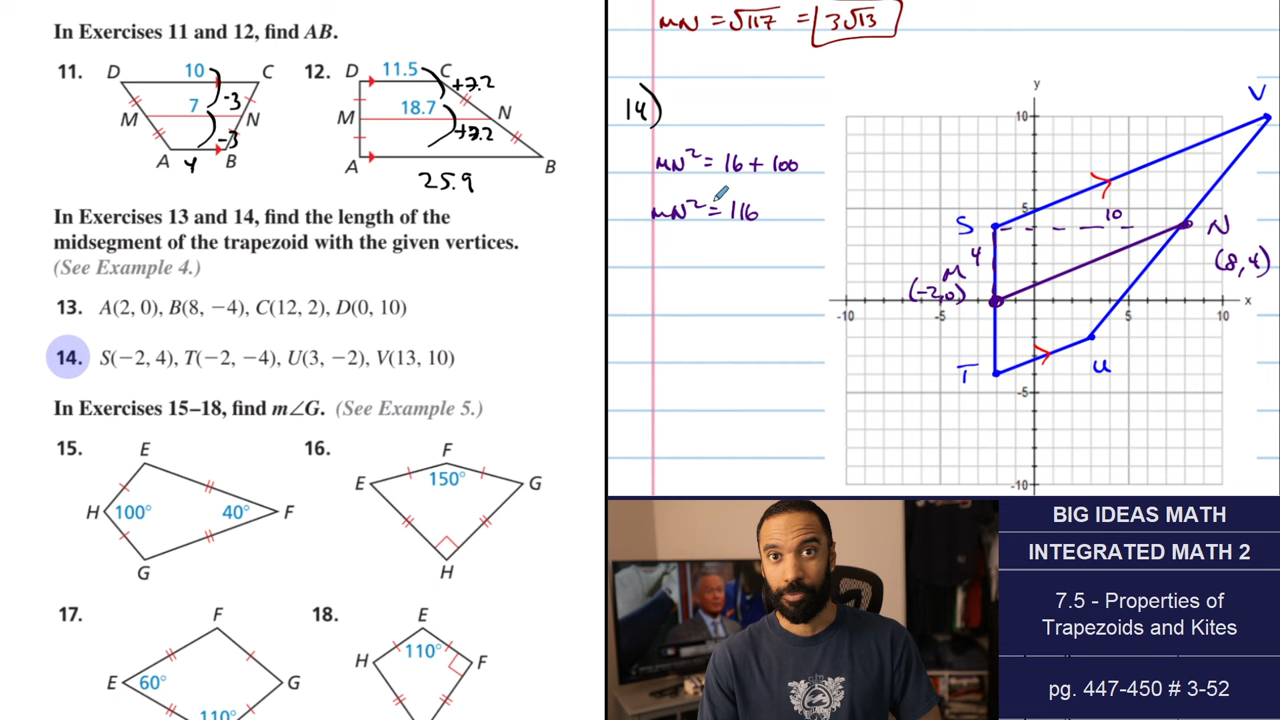 In Exercises 11 and 12, find AB.
11. D 10 C
-3
M 7 N
-3
A 4 B
12. D 11.5 C
+7.2
M 18.7 N
+7.2
A B
25.9
In Exercises 13 and 14, find the length of the
midsegment of the trapezoid with the given vertices.
(See Example 4.)
13. A(2, 0), B(8, −4), C(12, 2), D(0, 10)
14. S(−2, 4), T(−2, −4), U(3, −2), V(13, 10)
In Exercises 15–18, find m∠G. (See Example 5.)
15. E
H 100° 40° F
G
16. F
E 150° G
H
17. F
E 60° G
110°
18. E
H 110° F
MN = √117 = 3√13
14)
MN² = 16 + 100
MN² = 116
y
V
10
5
S 10 N
4 (8, 4)
M
(-2,0)
-10 -5 5 10 x
T U
-5
-10
BIG IDEAS MATH
INTEGRATED MATH 2
7.5 - Properties of
Trapezoids and Kites
pg. 447-450 # 3-52